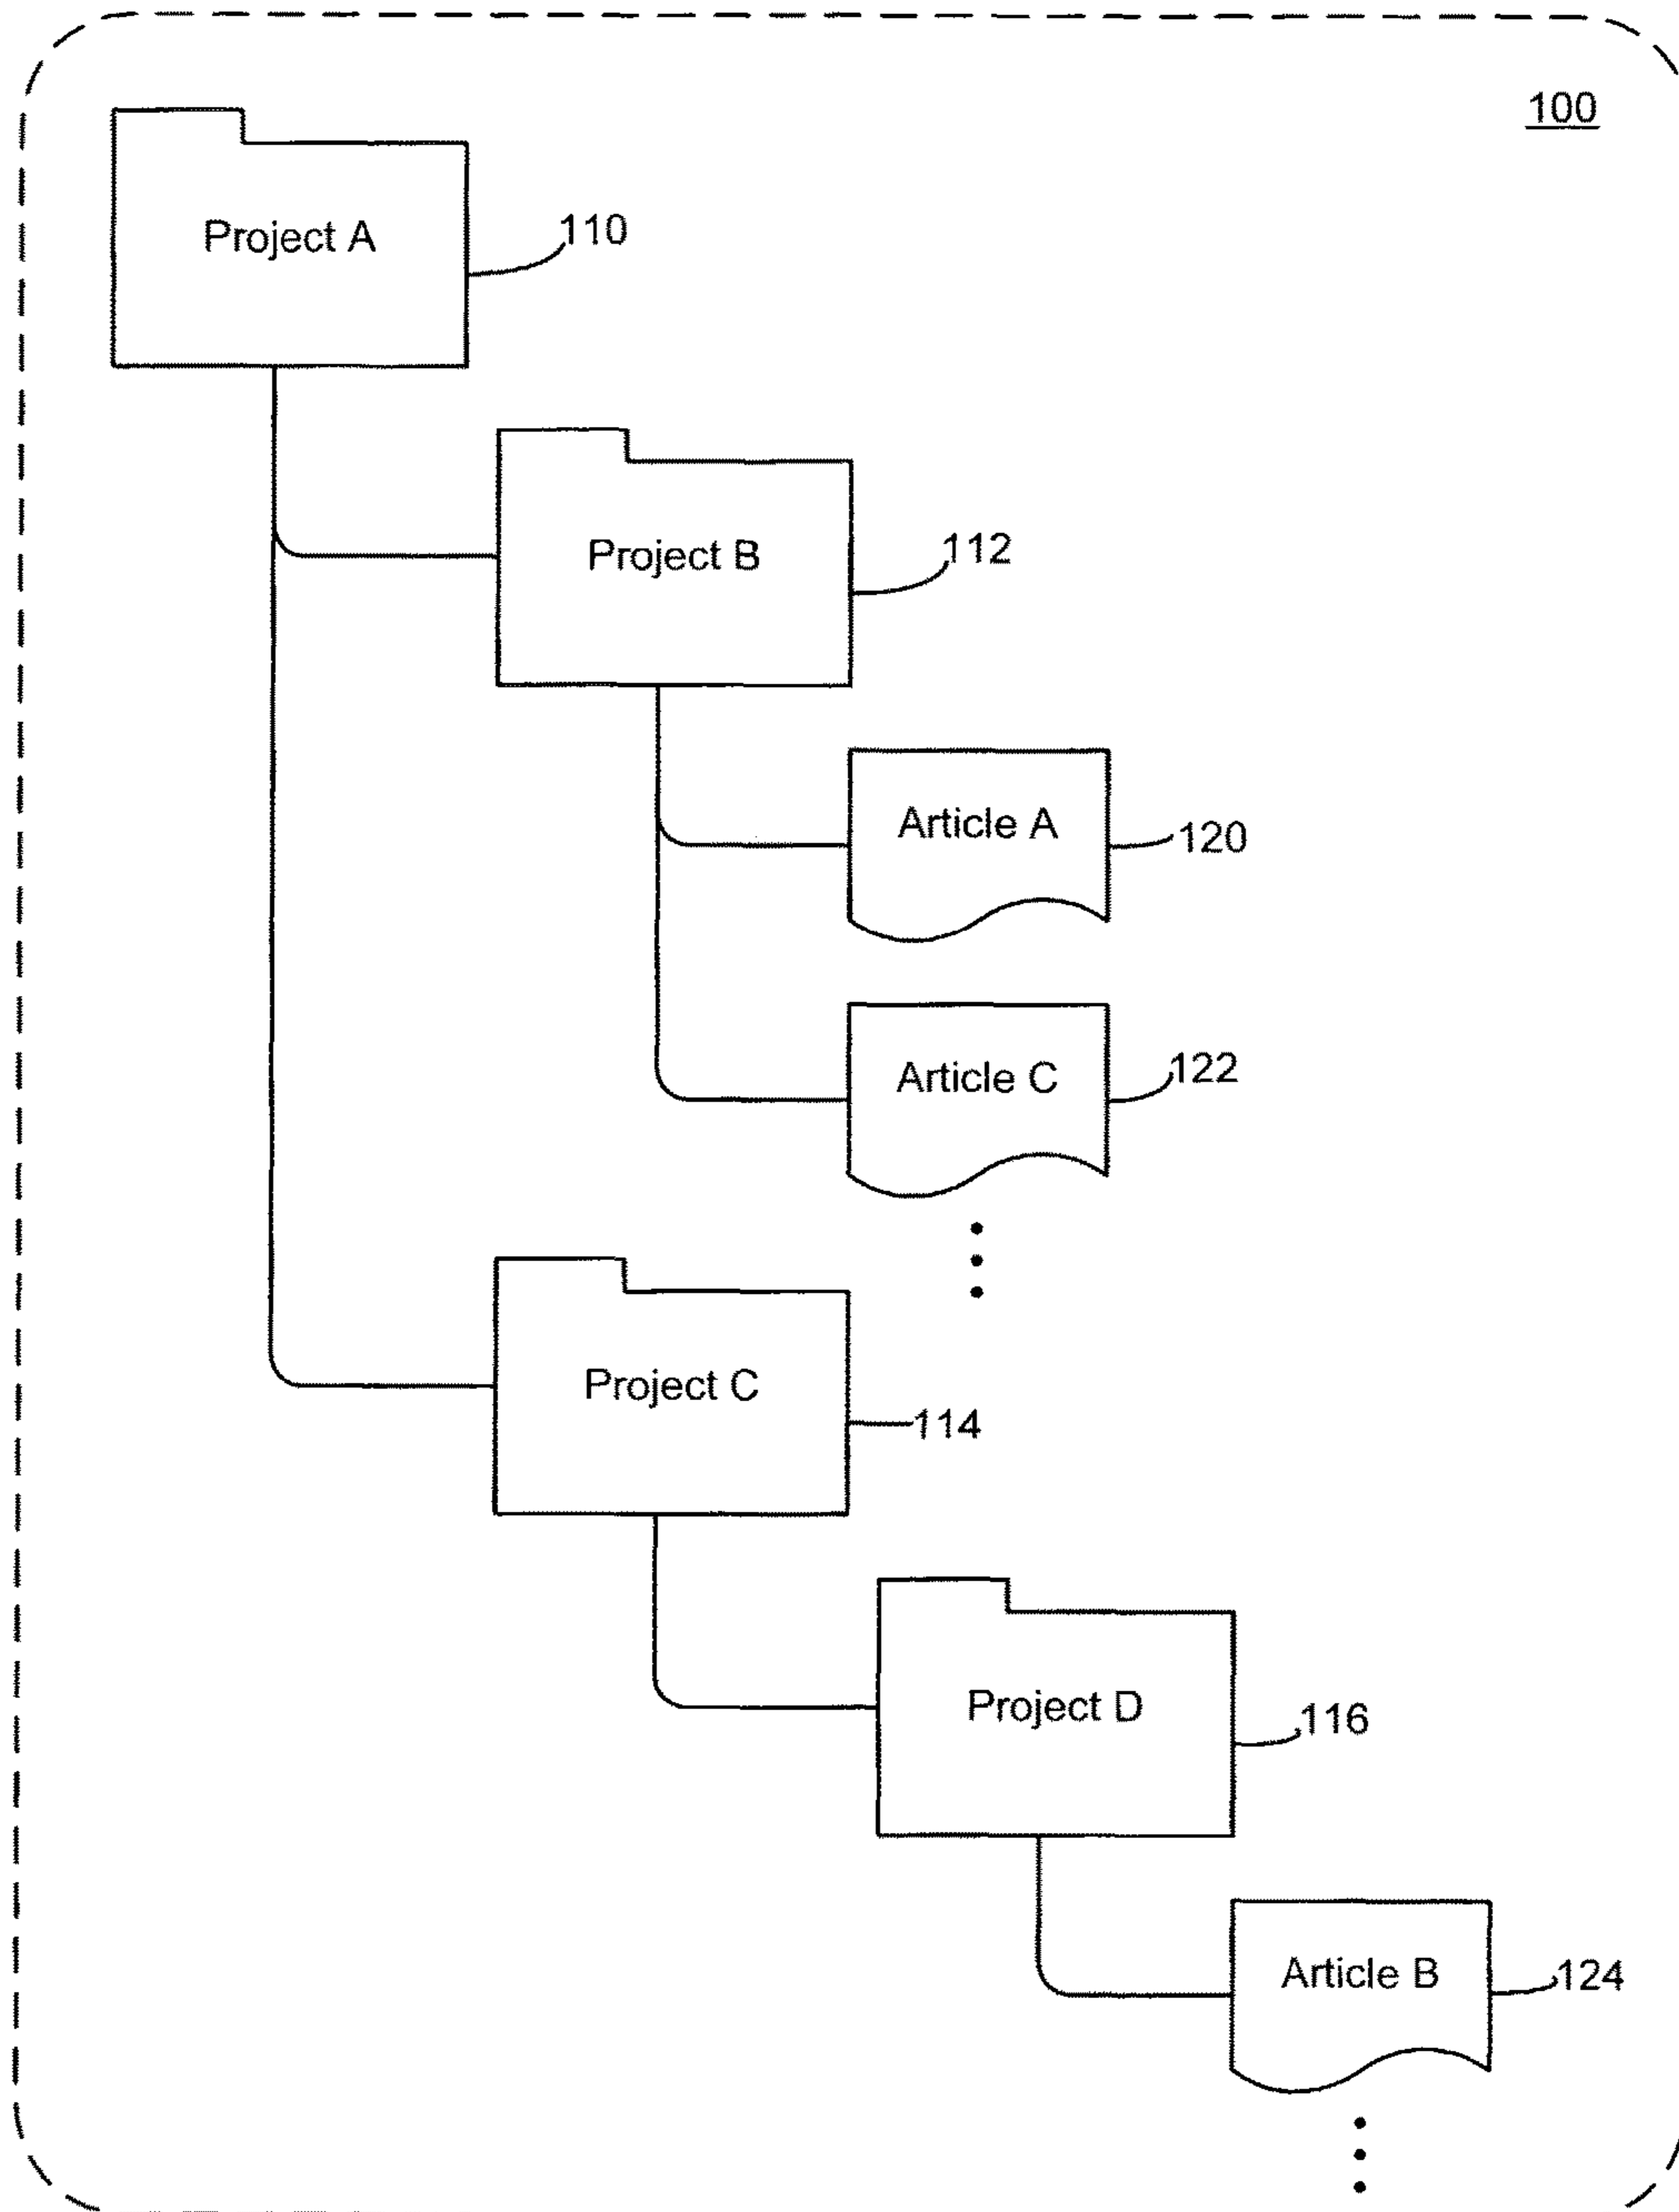 100
Project A
110
Project B
112
Article A
120
Article C
122
Project C
114
Project D
116
Article B
124